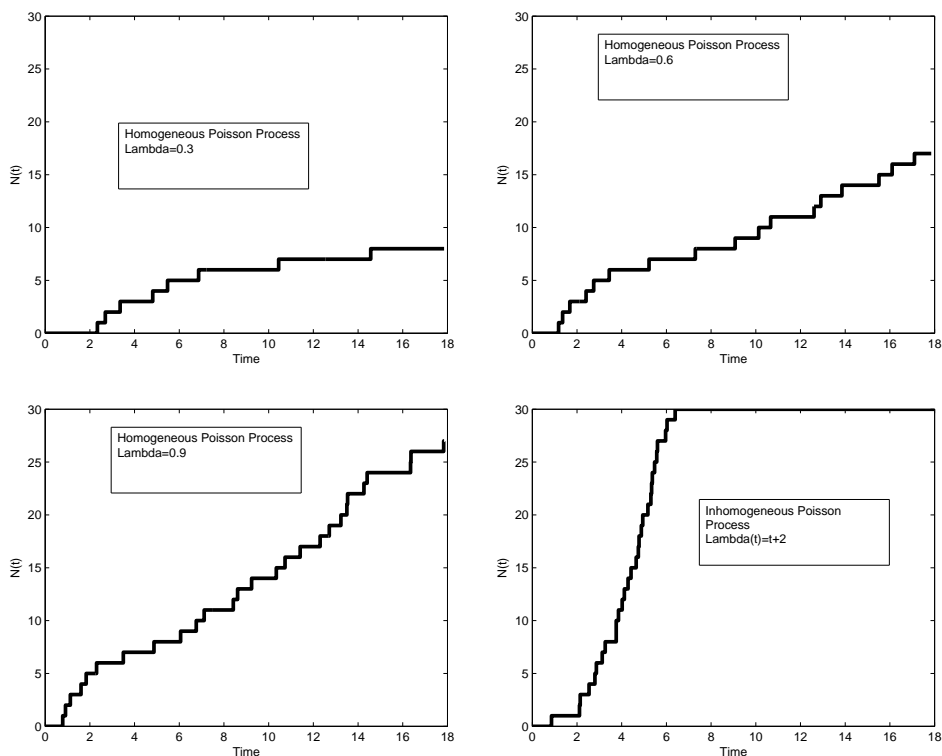 30
25
20
15
10
5
0
N(t)
Homogeneous Poisson Process
Lambda=0.3
0 2 4 6 8 10 12 14 16 18
Time
30
25
20
15
10
5
0
N(t)
Homogeneous Poisson Process
Lambda=0.6
0 2 4 6 8 10 12 14 16 18
Time
30
25
20
15
10
5
0
N(t)
Homogeneous Poisson Process
Lambda=0.9
0 2 4 6 8 10 12 14 16 18
Time
30
25
20
15
10
5
0
N(t)
Inhomogeneous Poisson
Process
Lambda(t)=t+2
0 2 4 6 8 10 12 14 16 18
Time